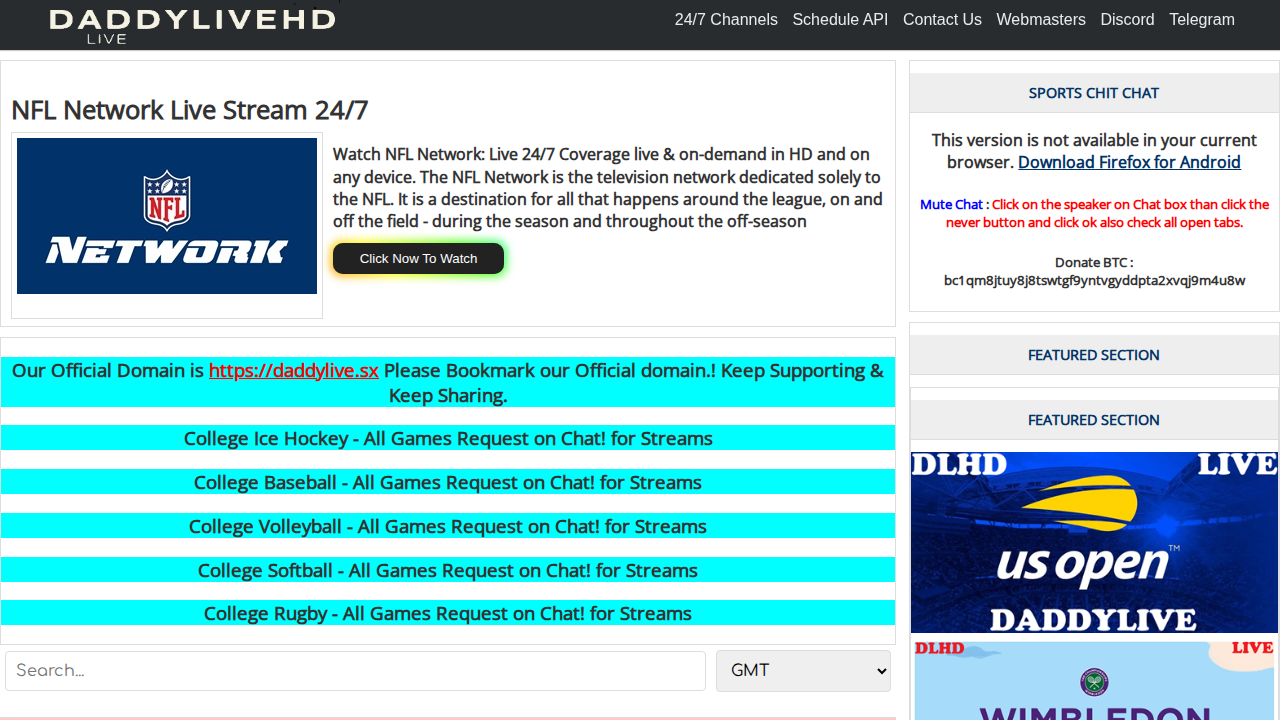 DADDYLIVEHD
LIVE
24/7 Channels Schedule API Contact Us Webmasters Discord Telegram
NFL Network Live Stream 24/7
NFL
NETWORK
Watch NFL Network: Live 24/7 Coverage live & on-demand in HD and on
any device. The NFL Network is the television network dedicated solely to
the NFL. It is a destination for all that happens around the league, on and
off the field - during the season and throughout the off-season
Click Now To Watch
Our Official Domain is https://daddylive.sx Please Bookmark our Official domain.! Keep Supporting &
Keep Sharing.
College Ice Hockey - All Games Request on Chat! for Streams
College Baseball - All Games Request on Chat! for Streams
College Volleyball - All Games Request on Chat! for Streams
College Softball - All Games Request on Chat! for Streams
College Rugby - All Games Request on Chat! for Streams
Search...
GMT
SPORTS CHIT CHAT
This version is not available in your current
browser. Download Firefox for Android
Mute Chat : Click on the speaker on Chat box than click the
never button and click ok also check all open tabs.
Donate BTC :
bc1qm8jtuy8j8tswtgf9yntvgyddpta2xvqj9m4u8w
FEATURED SECTION
FEATURED SECTION
DLHD LIVE
us open
DADDYLIVE
DLHD LIVE
WIMBLEDON